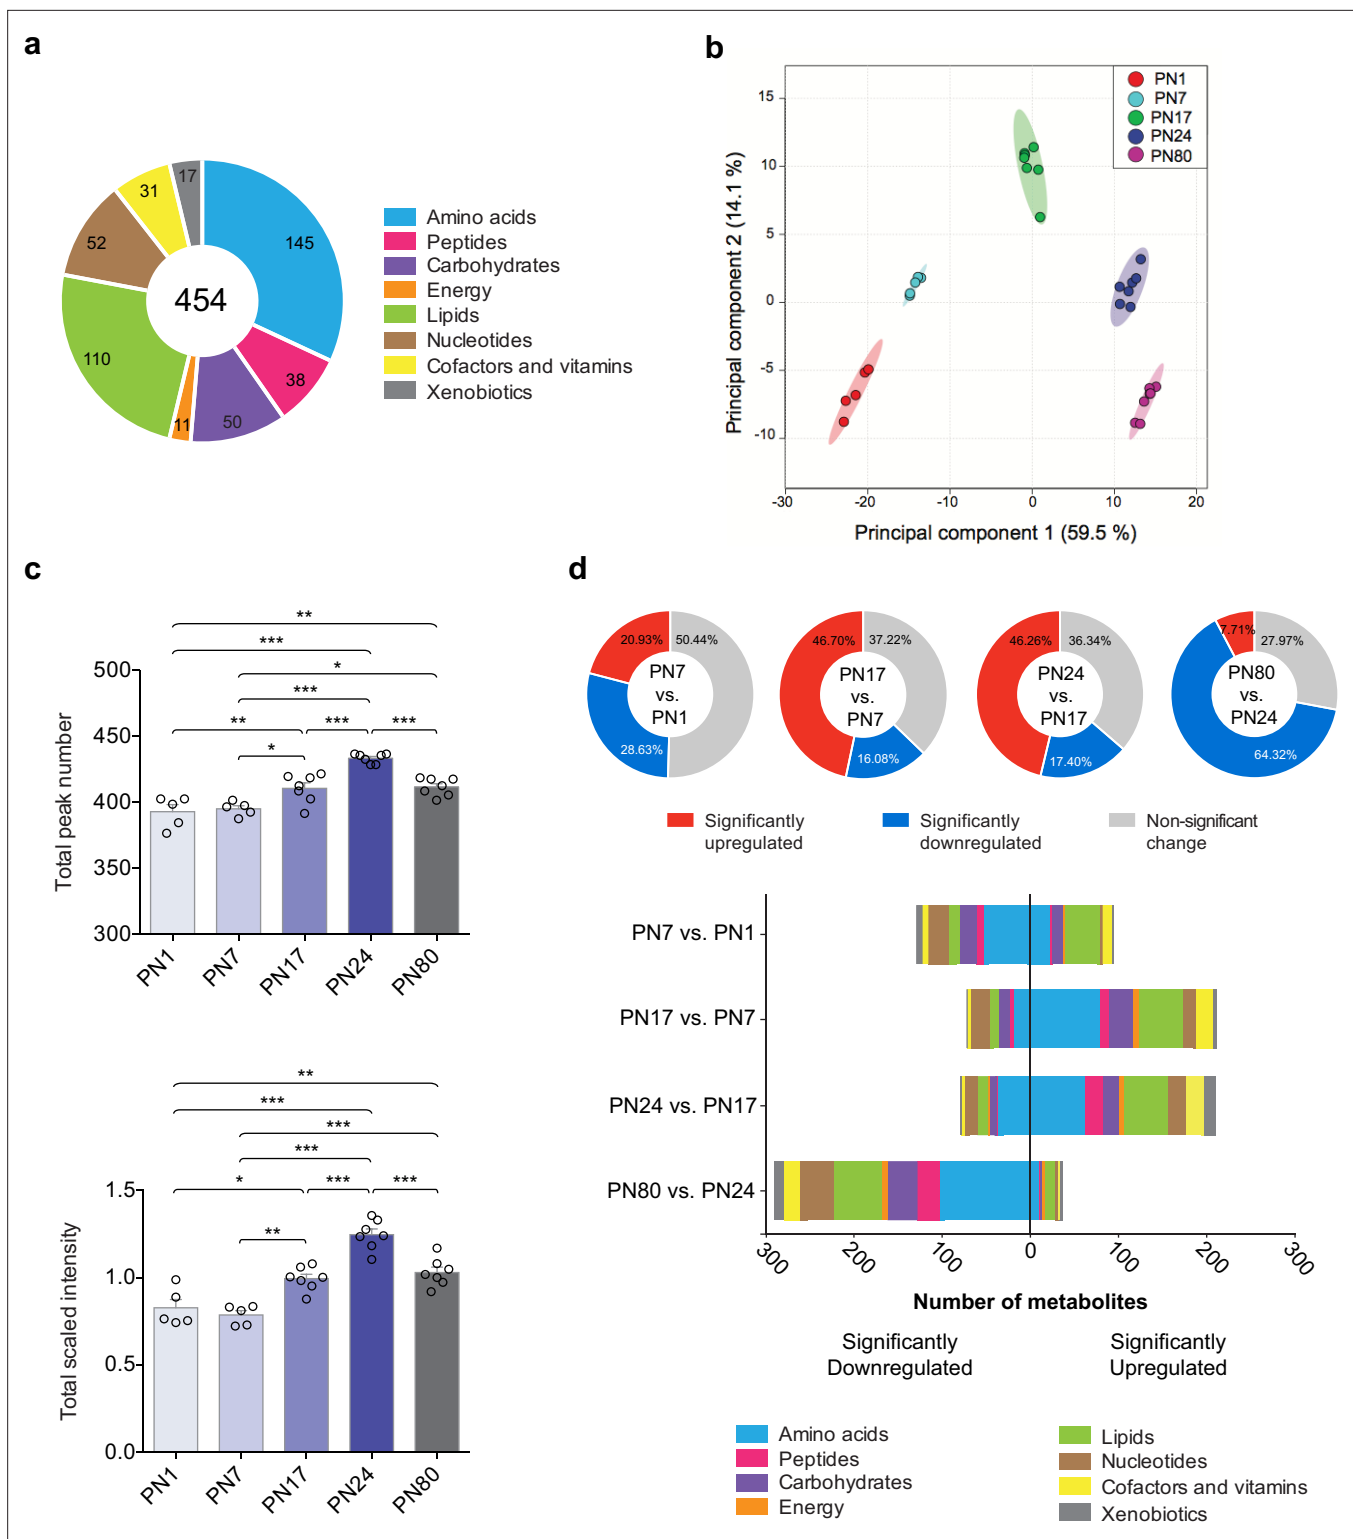 a
17
31
52
145
454
110
38
50
11
Amino acids
Peptides
Carbohydrates
Energy
Lipids
Nucleotides
Cofactors and vitamins
Xenobiotics
b
PN1
PN7
PN17
PN24
PN80
15
10
5
0
-5
-10
-30
-20
-10
0
10
20
Principal component 2 (14.1 %)
Principal component 1 (59.5 %)
c
**
***
*
***
**
***
***
*
500
450
400
350
300
Total peak number
PN1
PN7
PN17
PN24
PN80
**
***
***
***
*
***
***
**
1.5
1.0
0.5
0.0
Total scaled intensity
PN1
PN7
PN17
PN24
PN80
d
20.93%
50.44%
28.63%
PN7
vs.
PN1
46.70%
37.22%
16.08%
PN17
vs.
PN7
46.26%
36.34%
17.40%
PN24
vs.
PN17
7.71%
27.97%
64.32%
PN80
vs.
PN24
Significantly
upregulated
Significantly
downregulated
Non-significant
change
PN7 vs. PN1
PN17 vs. PN7
PN24 vs. PN17
PN80 vs. PN24
300
200
100
0
100
200
300
Number of metabolites
Significantly
Downregulated
Significantly
Upregulated
Amino acids
Peptides
Carbohydrates
Energy
Lipids
Nucleotides
Cofactors and vitamins
Xenobiotics